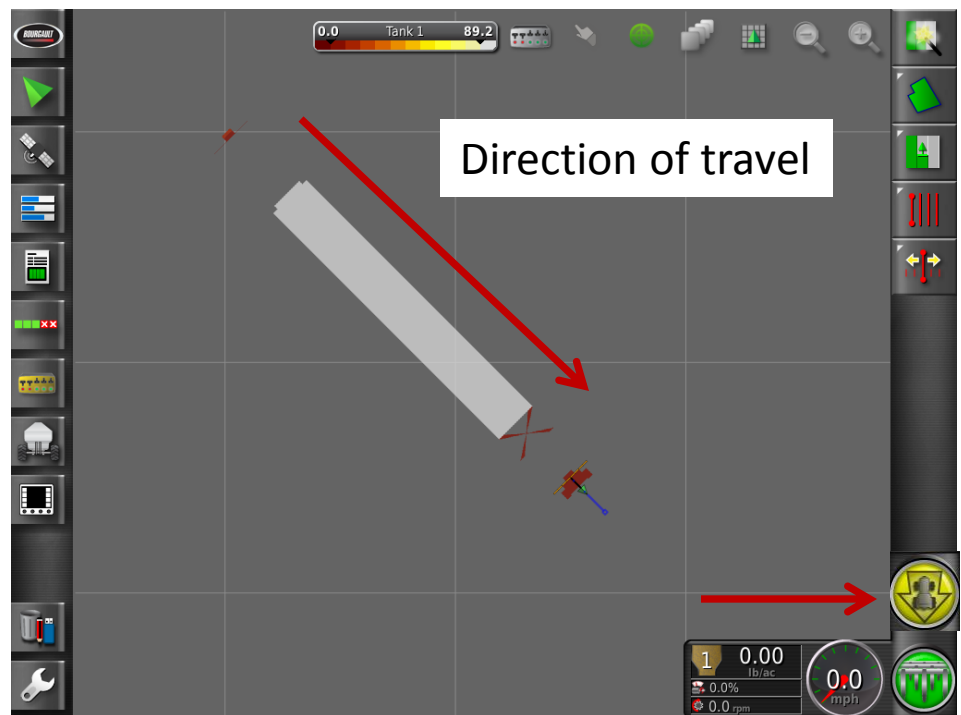 BOURGAULT
0.0 Tank 1 89.2
Direction of travel
1 0.00
lb/ac
0.0%
0.0 rpm
0.0
mph